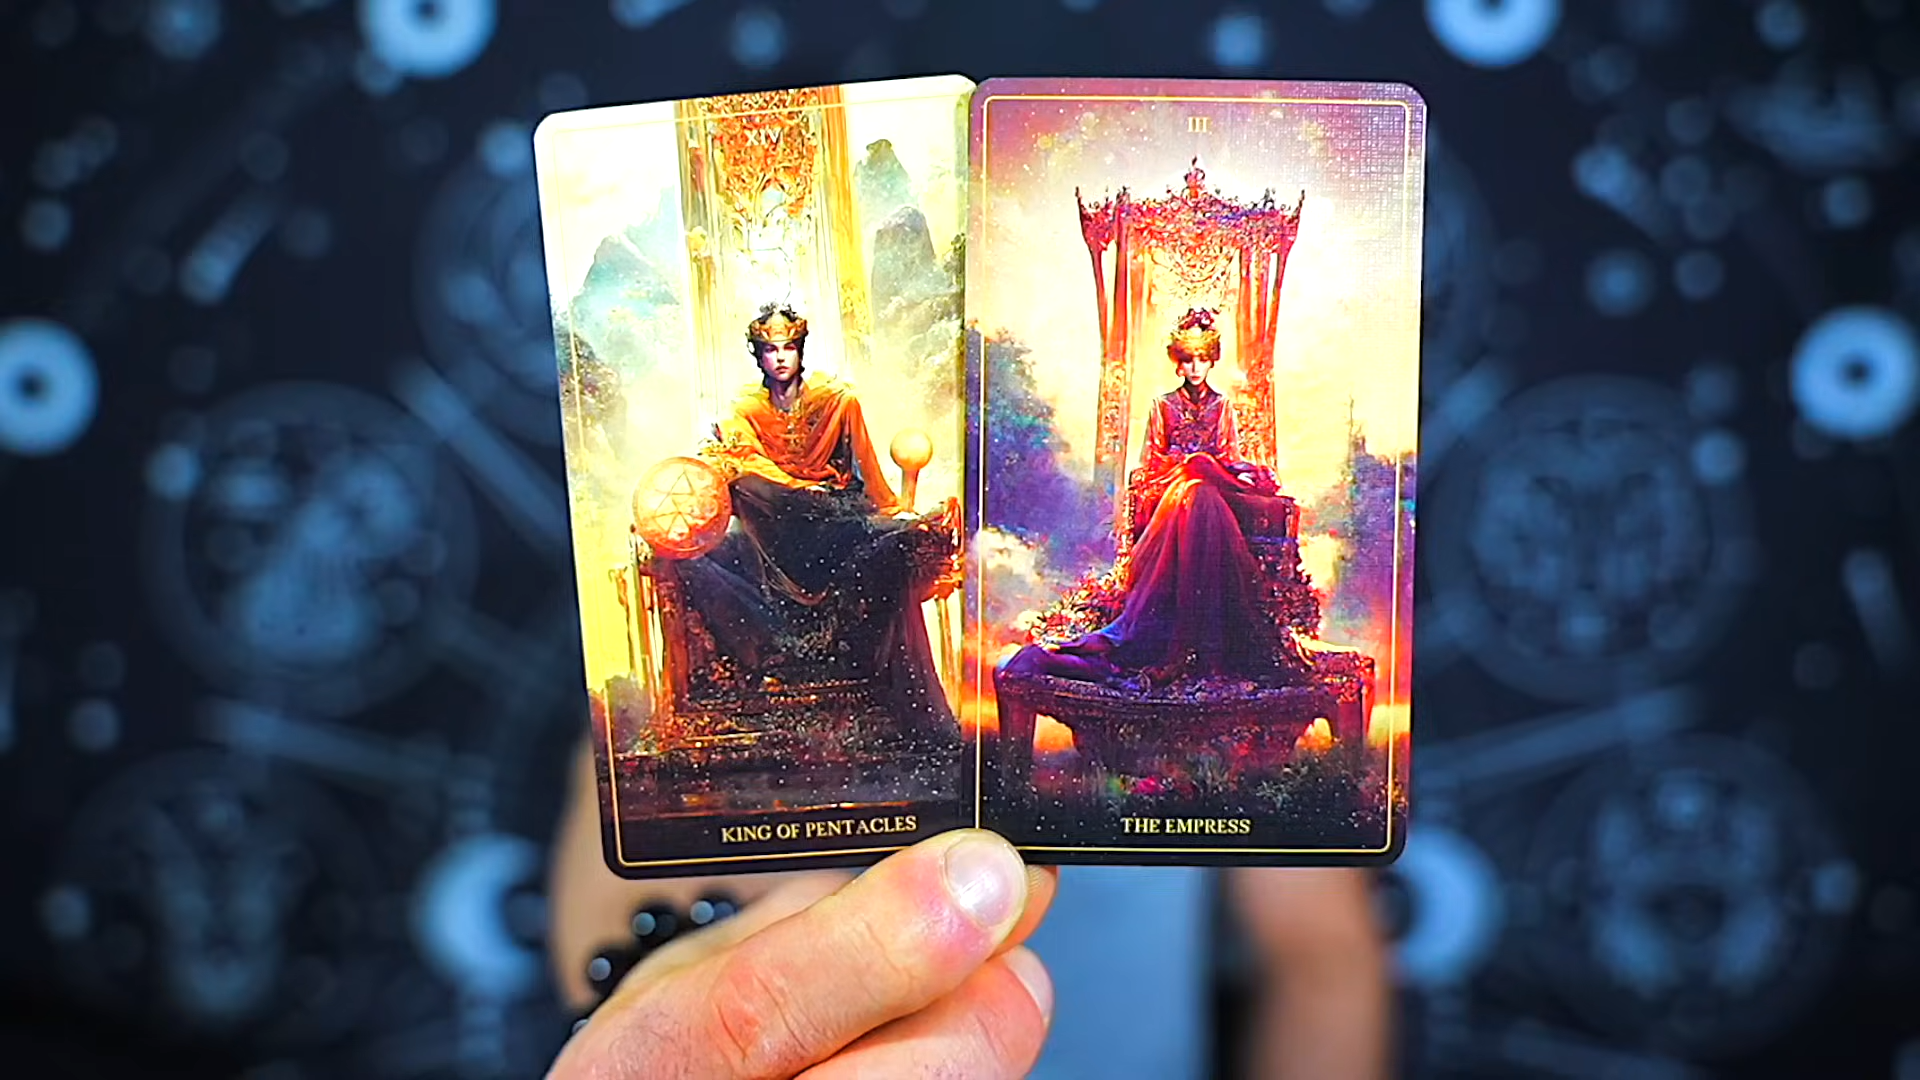 XIV
KING OF PENTACLES
III
THE EMPRESS